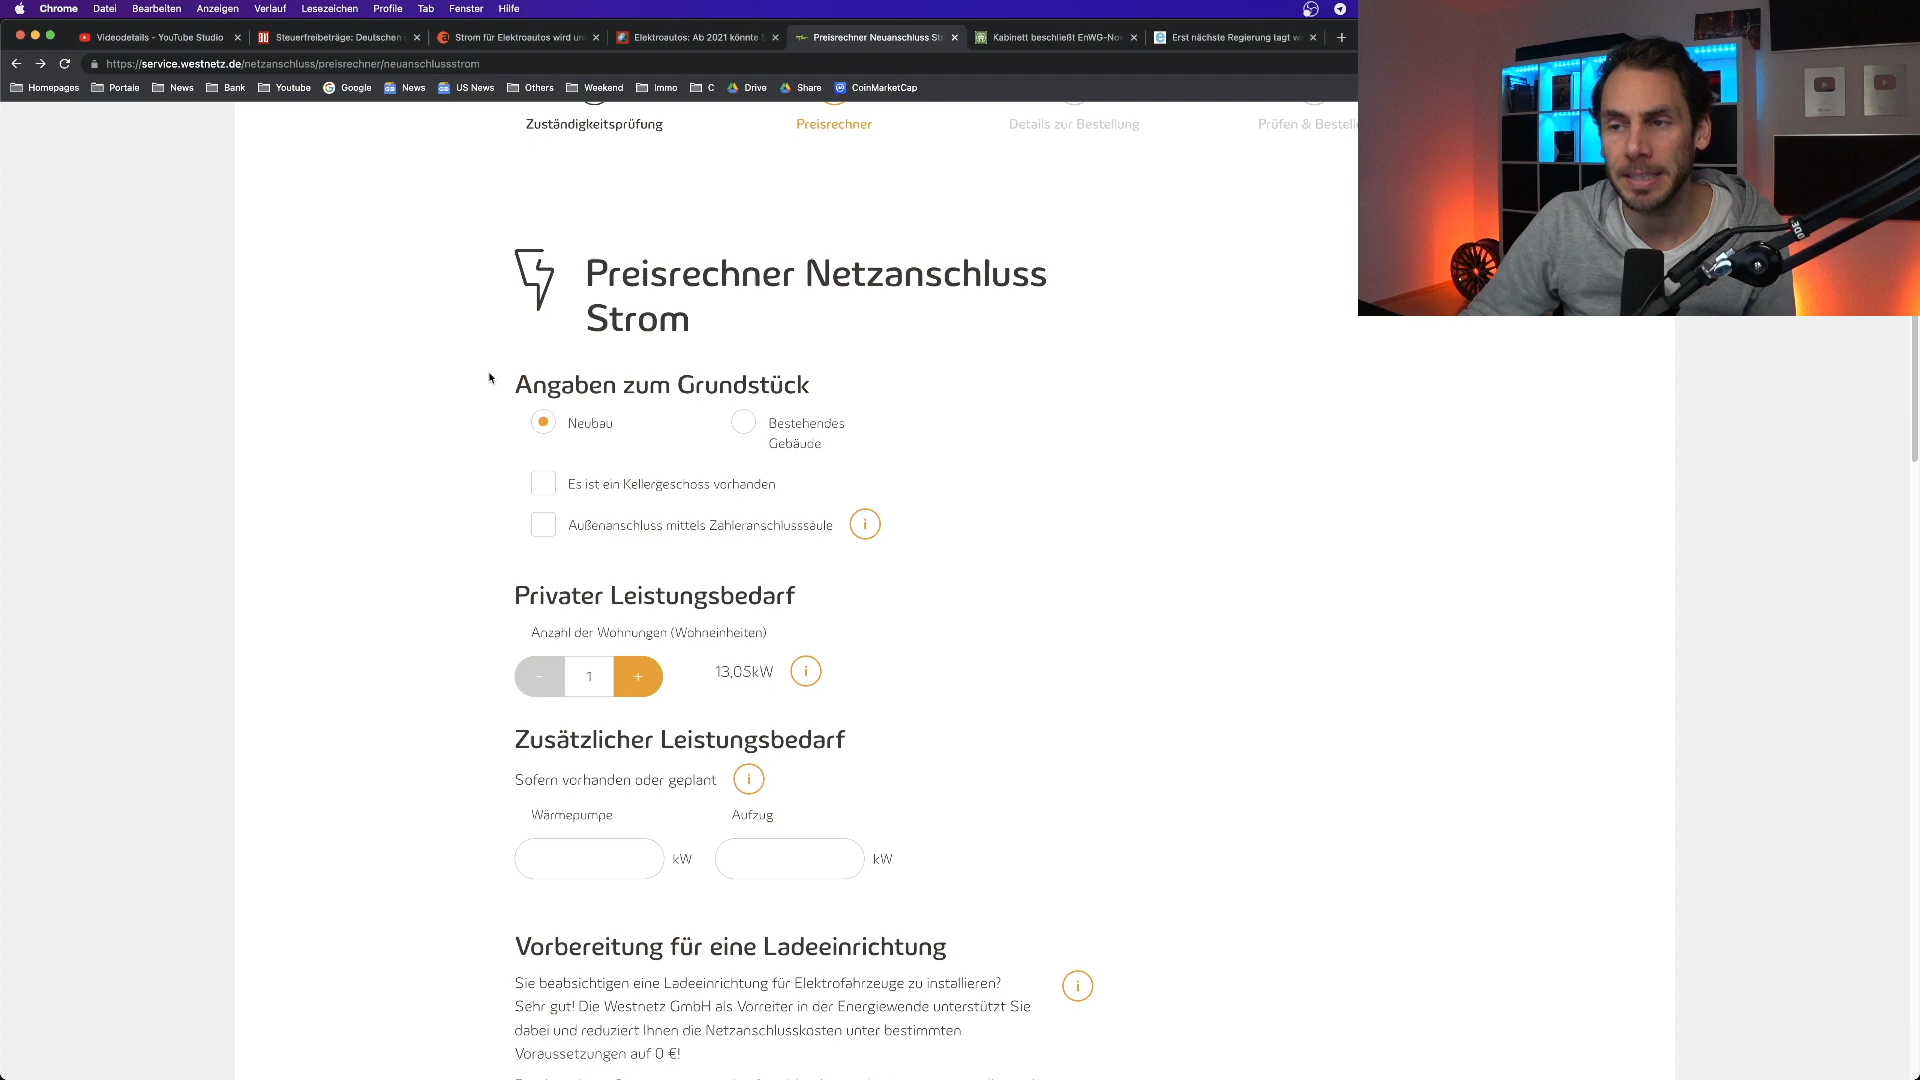 Chrome Datei Bearbeiten Anzeigen Verlauf Lesezeichen Profile Tab Fenster Hilfe
Videodetails - YouTube Studio
Steuerfreibeträge: Deutschen
Strom für Elektroautos wird un
Elektroautos: Ab 2021 könnte
Preisrechner Neuanschluss Str
Kabinett beschließt EnWG-Nov
Erst nächste Regierung tagt w
https://service.westnetz.de/netzanschluss/preisrechner/neuanschlussstrom
Homepages Portale News Bank Youtube Google News US News Others Weekend Immo C Drive Share CoinMarketCap
Zuständigkeitsprüfung
Preisrechner
Details zur Bestellung
Prüfen & Bestelle
Preisrechner Netzanschluss
Strom
Angaben zum Grundstück
Neubau
Bestehendes
Gebäude
Es ist ein Kellergeschoss vorhanden
Außenanschluss mittels Zähleranschlusssäule
i
Privater Leistungsbedarf
Anzahl der Wohnungen (Wohneinheiten)
- 1 +
13,05kW
i
Zusätzlicher Leistungsbedarf
Sofern vorhanden oder geplant
i
Wärmepumpe
Aufzug
kW
kW
Vorbereitung für eine Ladeeinrichtung
Sie beabsichtigen eine Ladeeinrichtung für Elektrofahrzeuge zu installieren?
i
Sehr gut! Die Westnetz GmbH als Vorreiter in der Energiewende unterstützt Sie
dabei und reduziert Ihnen die Netzanschlusskosten unter bestimmten
Voraussetzungen auf 0 €!